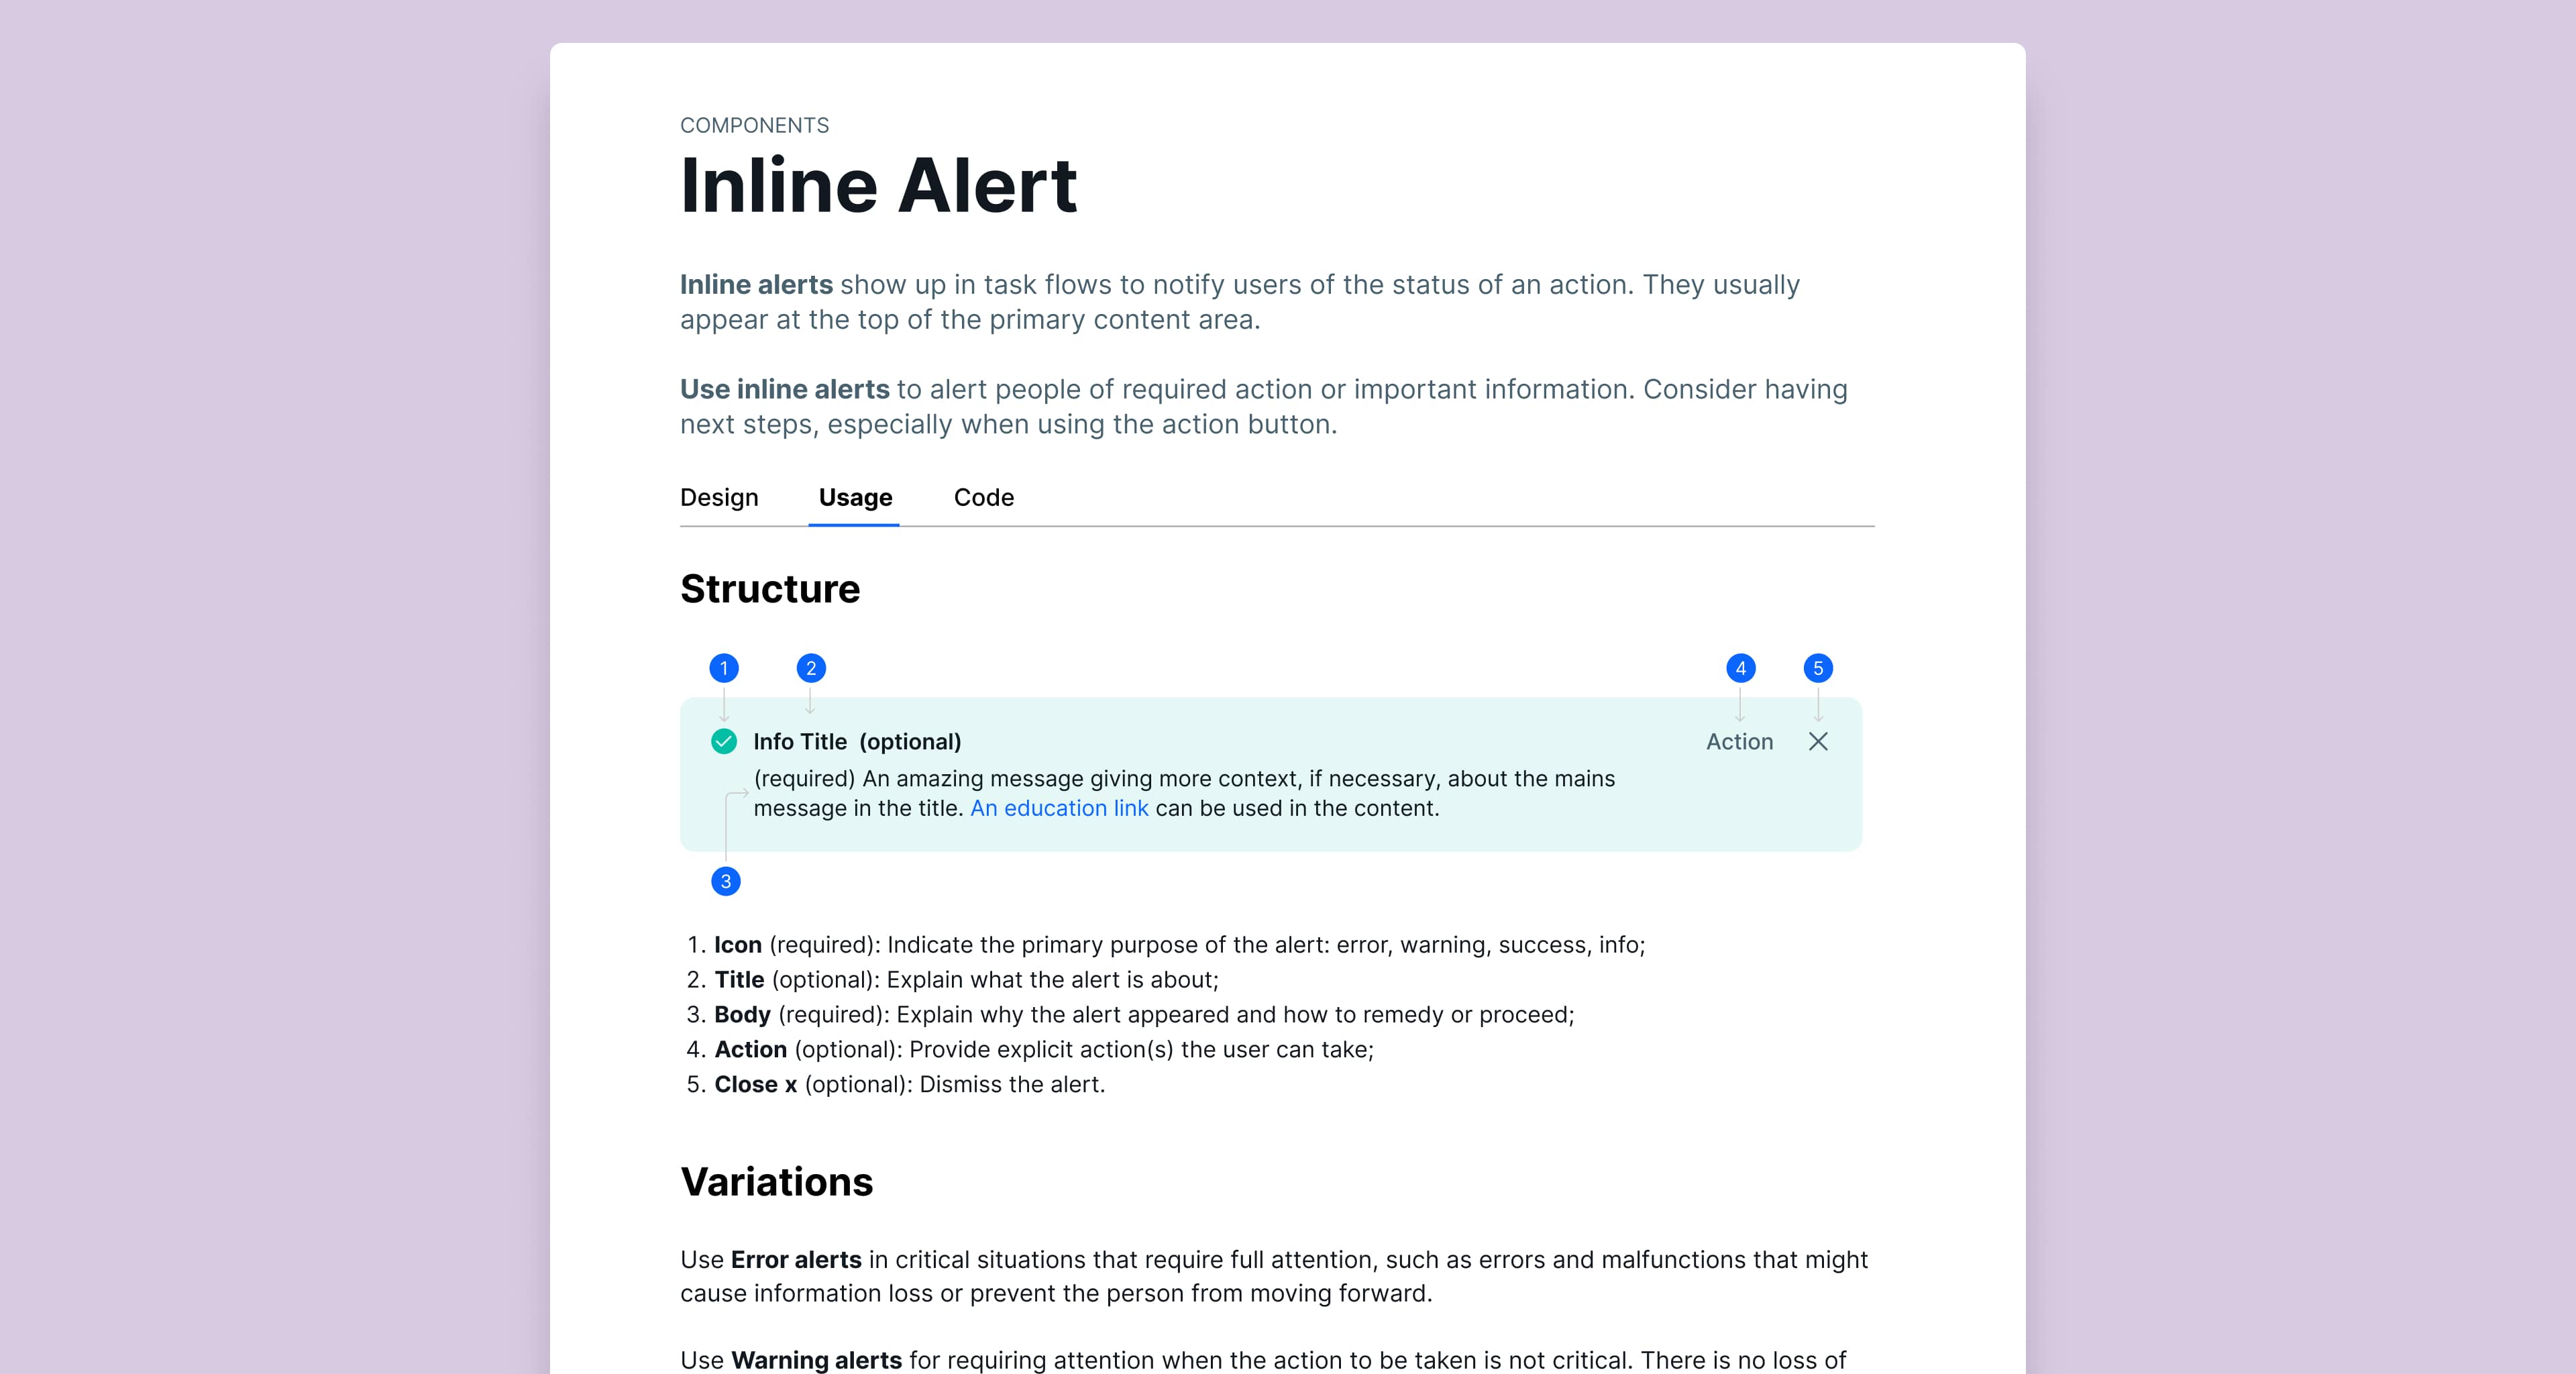 COMPONENTS
Inline Alert
Inline alerts show up in task flows to notify users of the status of an action. They usually
appear at the top of the primary content area.
Use inline alerts to alert people of required action or important information. Consider having
next steps, especially when using the action button.
Design Usage Code
Structure
1 2 4 5
Info Title (optional) Action
(required) An amazing message giving more context, if necessary, about the mains
message in the title. An education link can be used in the content.
3
1. Icon (required): Indicate the primary purpose of the alert: error, warning, success, info;
2. Title (optional): Explain what the alert is about;
3. Body (required): Explain why the alert appeared and how to remedy or proceed;
4. Action (optional): Provide explicit action(s) the user can take;
5. Close x (optional): Dismiss the alert.
Variations
Use Error alerts in critical situations that require full attention, such as errors and malfunctions that might
cause information loss or prevent the person from moving forward.
Use Warning alerts for requiring attention when the action to be taken is not critical. There is no loss of